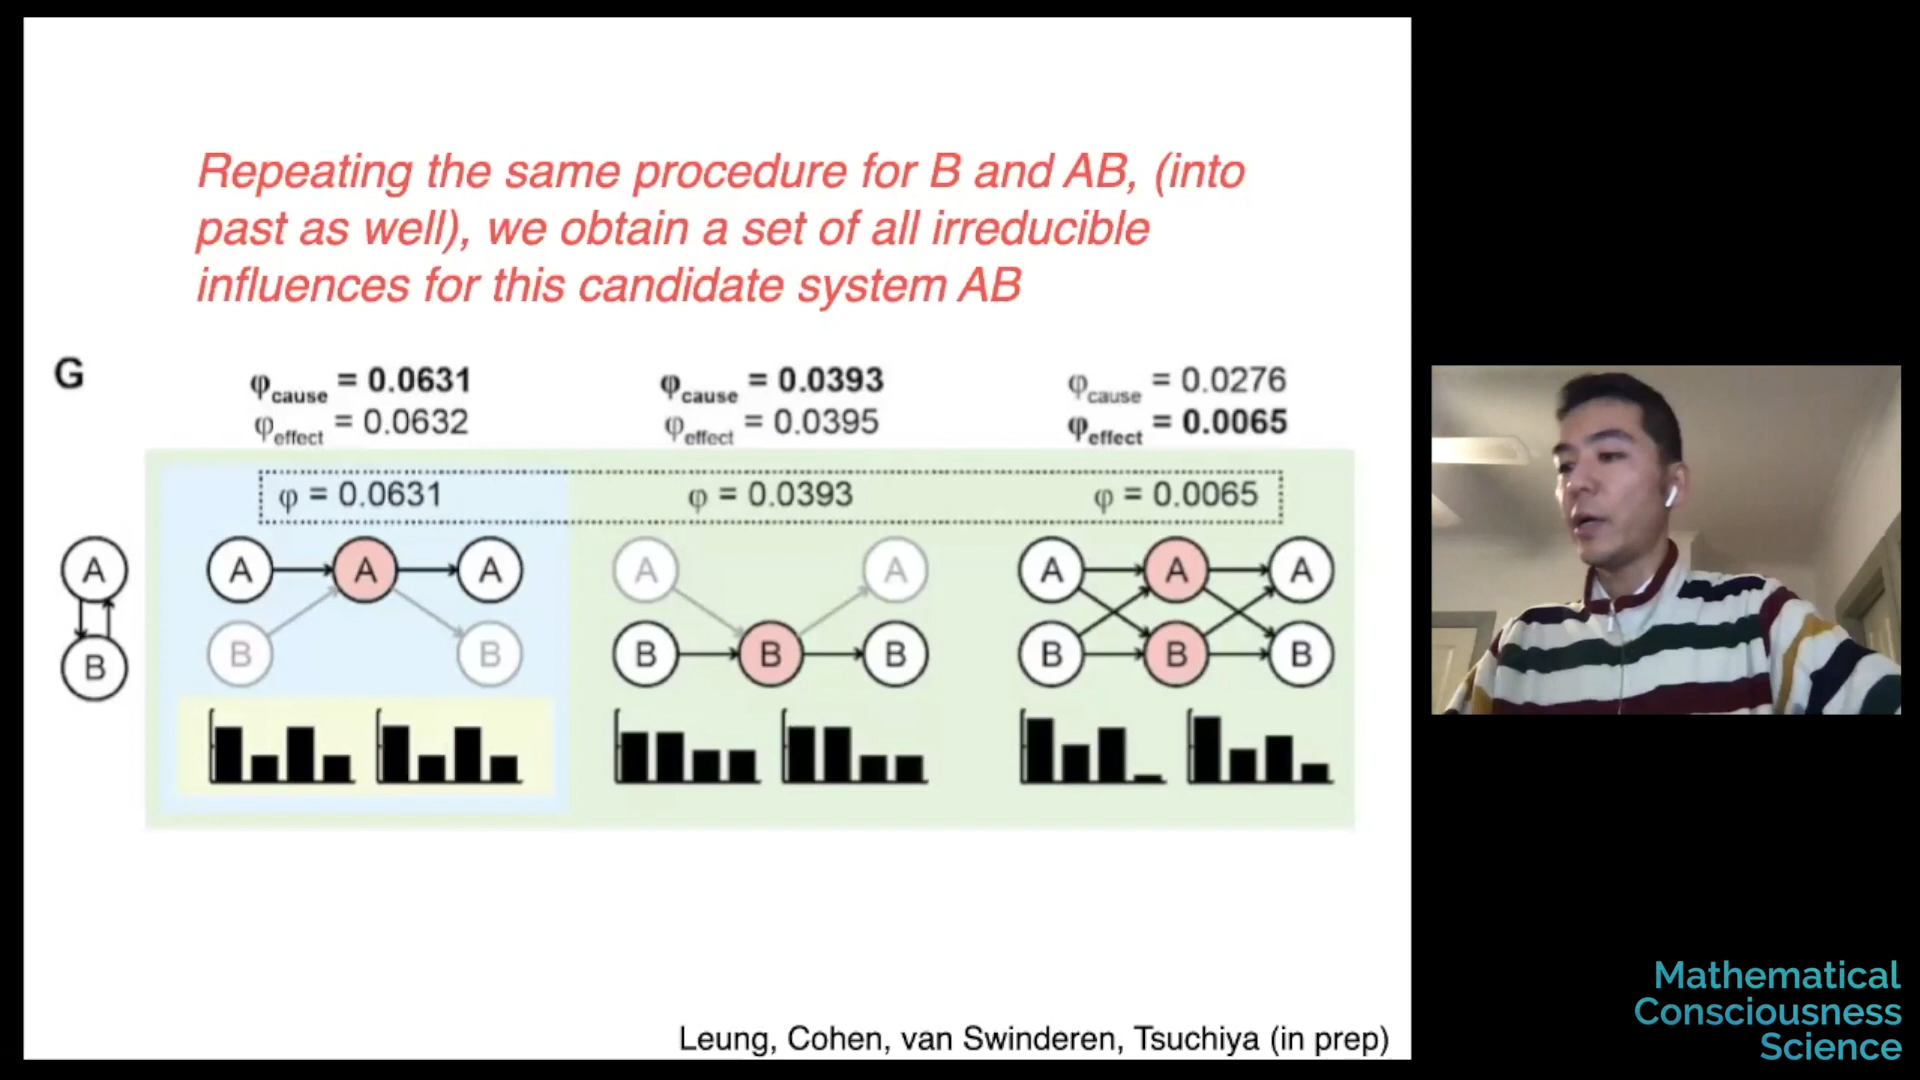 Repeating the same procedure for B and AB, (into
past as well), we obtain a set of all irreducible
influences for this candidate system AB
G
φcause = 0.0631
φeffect = 0.0632
φcause = 0.0393
φeffect = 0.0395
φcause = 0.0276
φeffect = 0.0065
φ = 0.0631
φ = 0.0393
φ = 0.0065
A
B
A A A
B B
A A
B B B
A A A
B B B
Leung, Cohen, van Swinderen, Tsuchiya (in prep)
Mathematical
Consciousness
Science